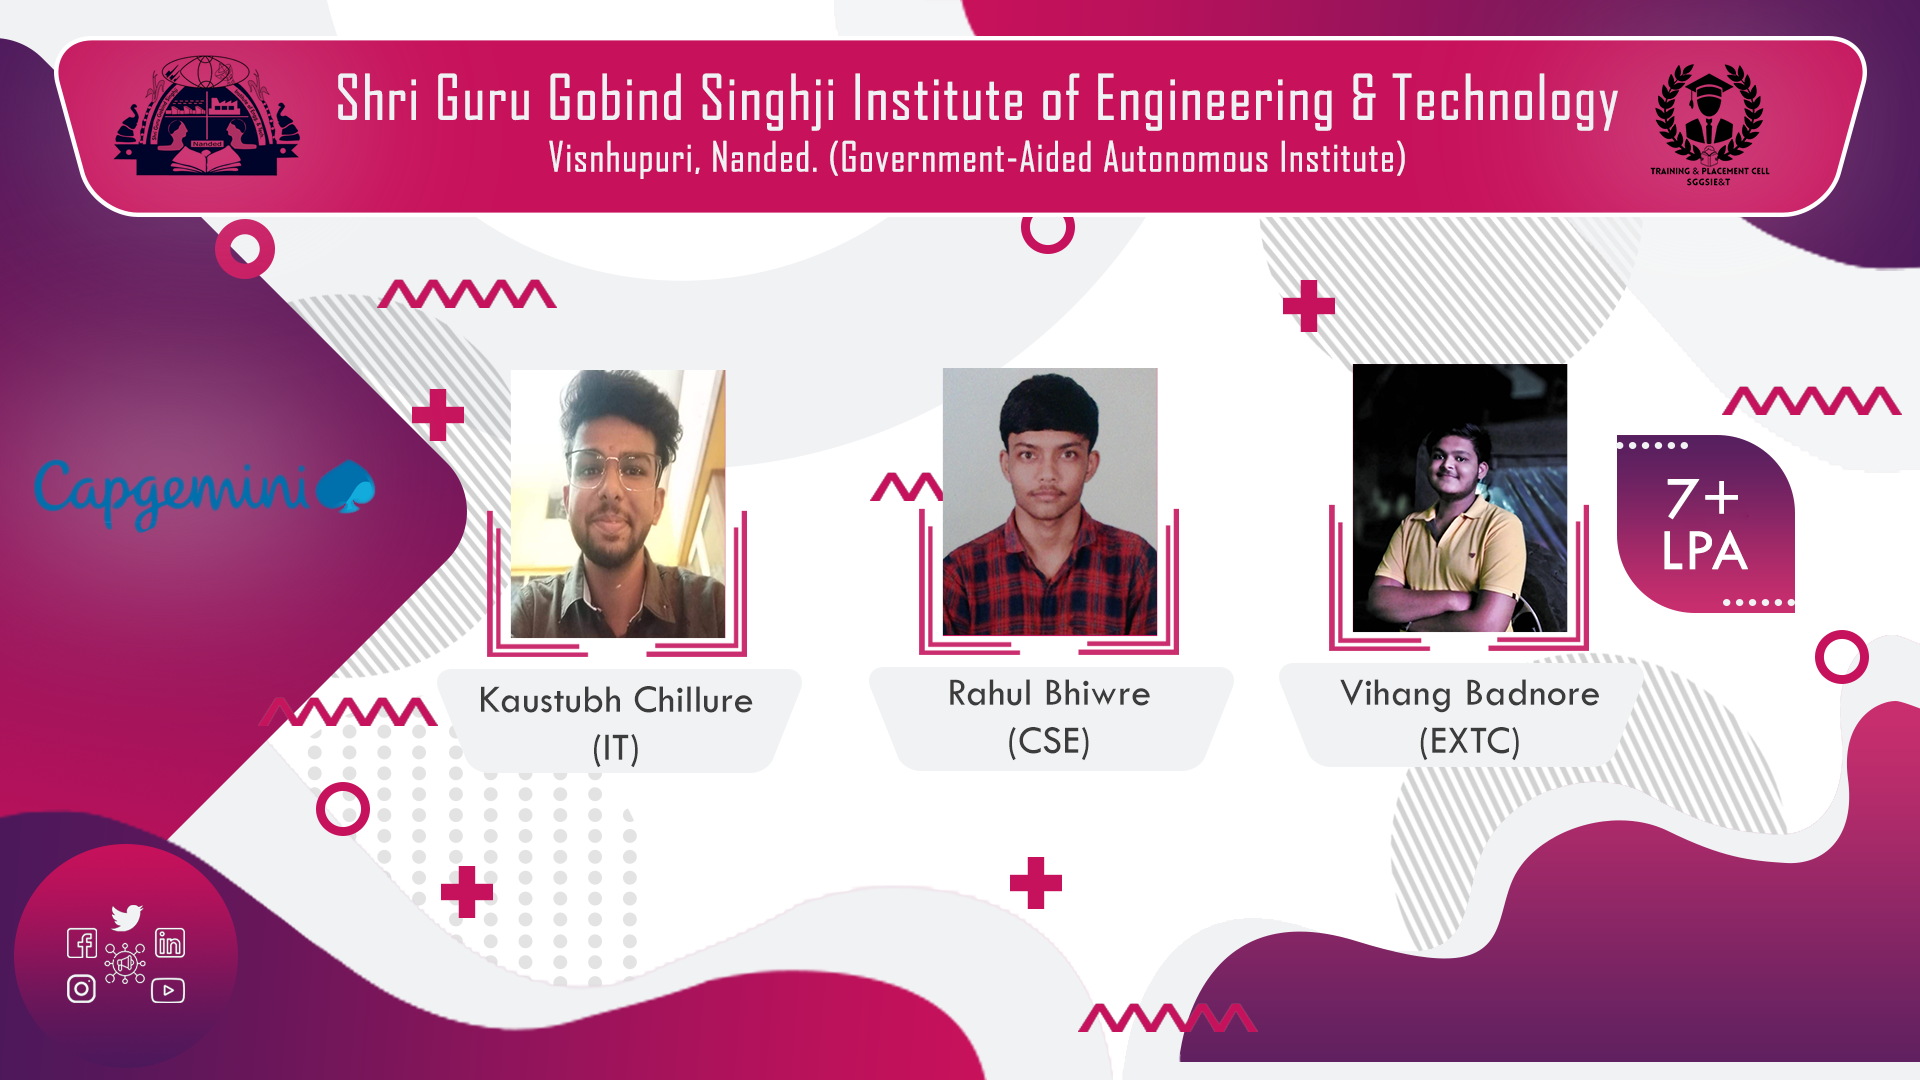 Shri Guru Gobind Singhji Institute of Engineering & Technology
Visnhupuri, Nanded. (Government-Aided Autonomous Institute)
Nanded
TRAINING & PLACEMENT CELL
SGGSIE&T
Capgemini
7+
LPA
Kaustubh Chillure
(IT)
Rahul Bhiwre
(CSE)
Vihang Badnore
(EXTC)